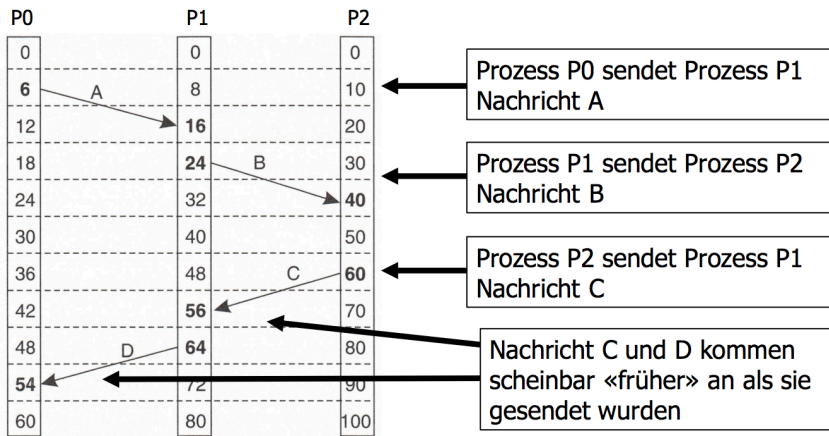 P0 P1 P2
0 0 0
6 8 10
A
12 16 20
18 24 30
B
24 32 40
30 40 50
36 48 60
C
42 56 70
48 64 80
D
54 72 90
60 80 100
Prozess P0 sendet Prozess P1
Nachricht A
Prozess P1 sendet Prozess P2
Nachricht B
Prozess P2 sendet Prozess P1
Nachricht C
Nachricht C und D kommen
scheinbar «früher» an als sie
gesendet wurden